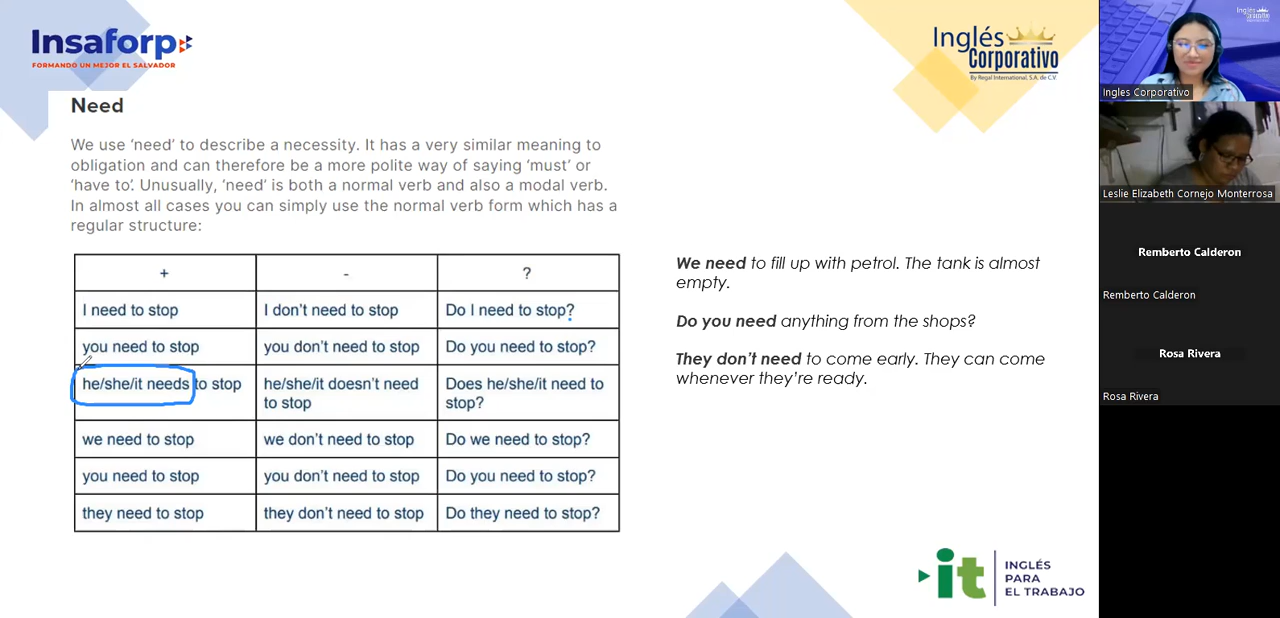 Insaforp
FORMANDO UN MEJOR EL SALVADOR
Inglés
Corporativo
By Regal International, S.A. de C.V.
Need
We use ‘need’ to describe a necessity. It has a very similar meaning to
obligation and can therefore be a more polite way of saying ‘must’ or
‘have to’. Unusually, ‘need’ is both a normal verb and also a modal verb.
In almost all cases you can simply use the normal verb form which has a
regular structure:
+ - ?
I need to stop I don’t need to stop Do I need to stop?
you need to stop you don’t need to stop Do you need to stop?
he/she/it needs to stop he/she/it doesn’t need to stop Does he/she/it need to stop?
we need to stop we don’t need to stop Do we need to stop?
you need to stop you don’t need to stop Do you need to stop?
they need to stop they don’t need to stop Do they need to stop?
We need to fill up with petrol. The tank is almost
empty.
Do you need anything from the shops?
They don’t need to come early. They can come
whenever they’re ready.
it
INGLÉS
PARA
EL TRABAJO
Ingles Corporativo
Leslie Elizabeth Cornejo Monterrosa
Remberto Calderon
Remberto Calderon
Rosa Rivera
Rosa Rivera